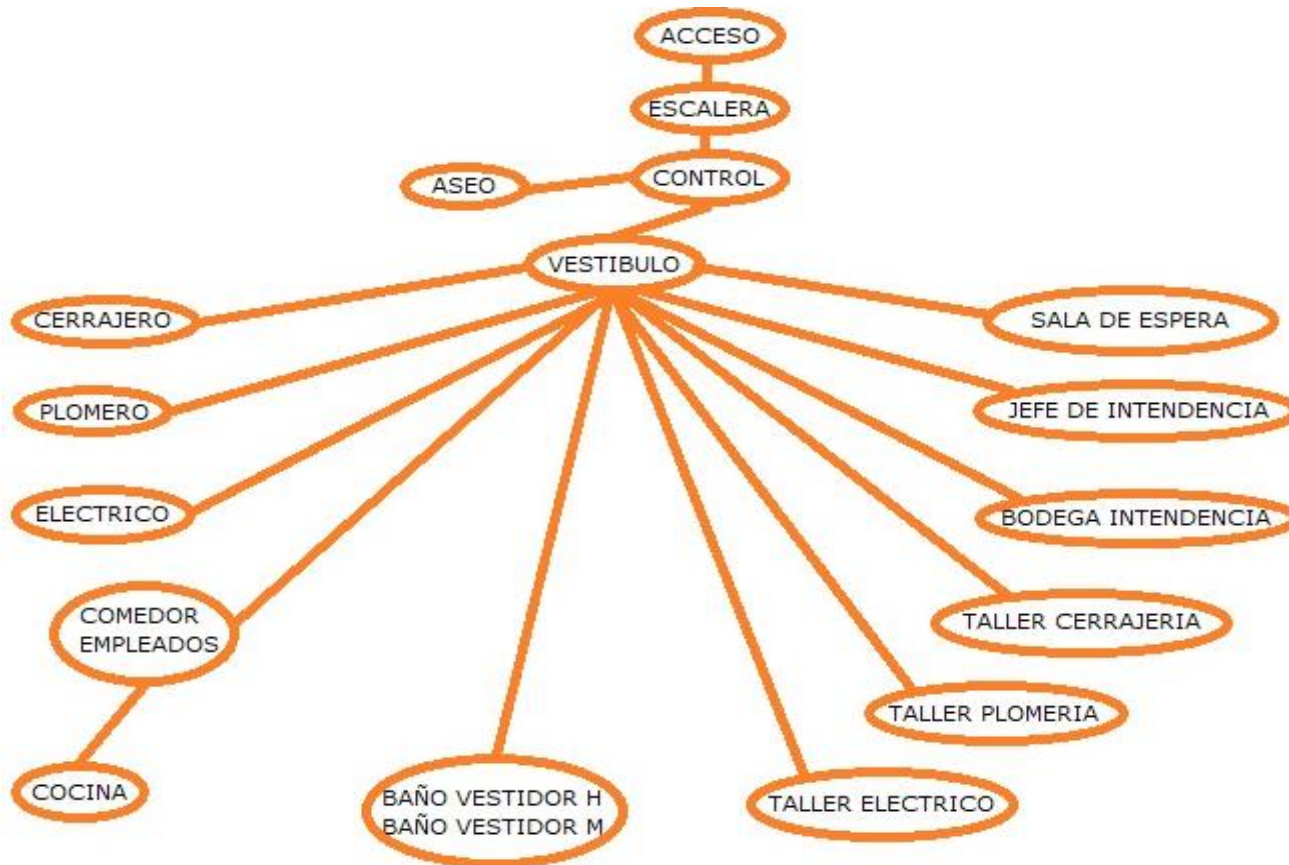 ACCESO
ESCALERA
CONTROL
ASEO
VESTIBULO
CERRAJERO
SALA DE ESPERA
PLOMERO
JEFE DE INTENDENCIA
ELECTRICO
BODEGA INTENDENCIA
COMEDOR
EMPLEADOS
TALLER CERRAJERIA
TALLER PLOMERIA
COCINA
BAÑO VESTIDOR H
BAÑO VESTIDOR M
TALLER ELECTRICO